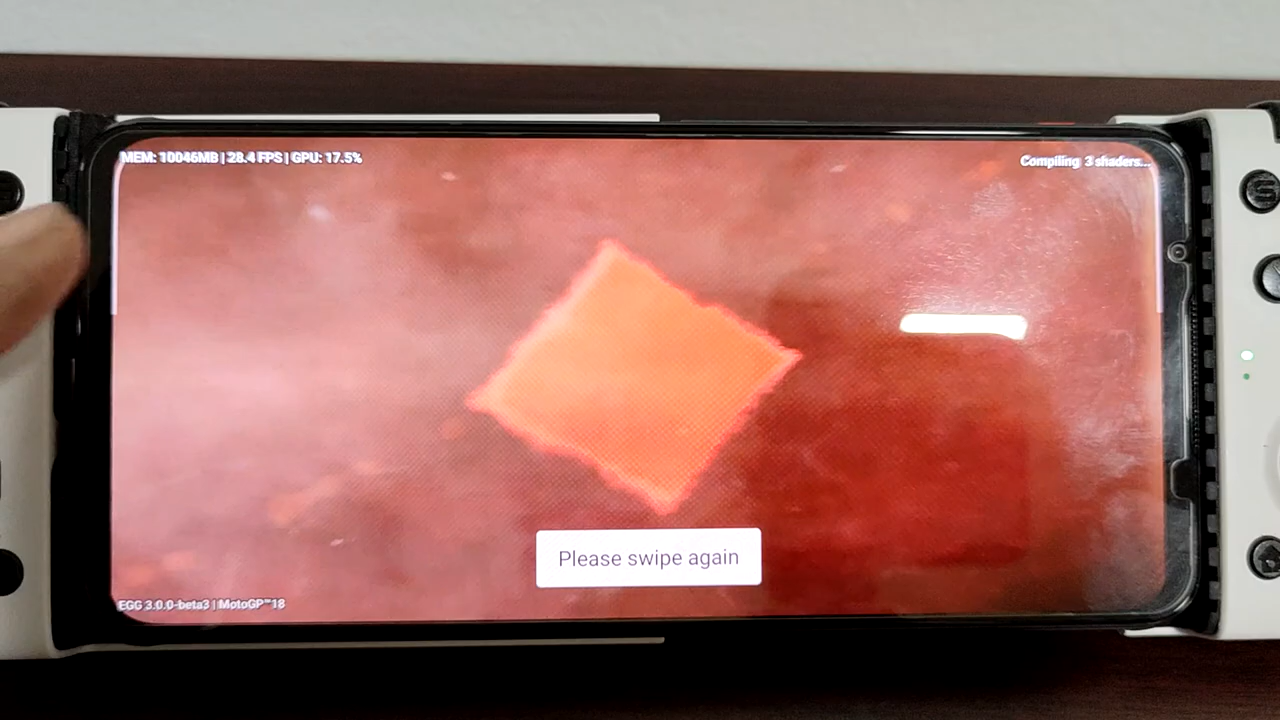 MEM: 10046MB | 28.4 FPS | GPU: 17.5%
Compiling 3 shaders...
Please swipe again
EGG 3.0.0-beta3 | MotoGP™18